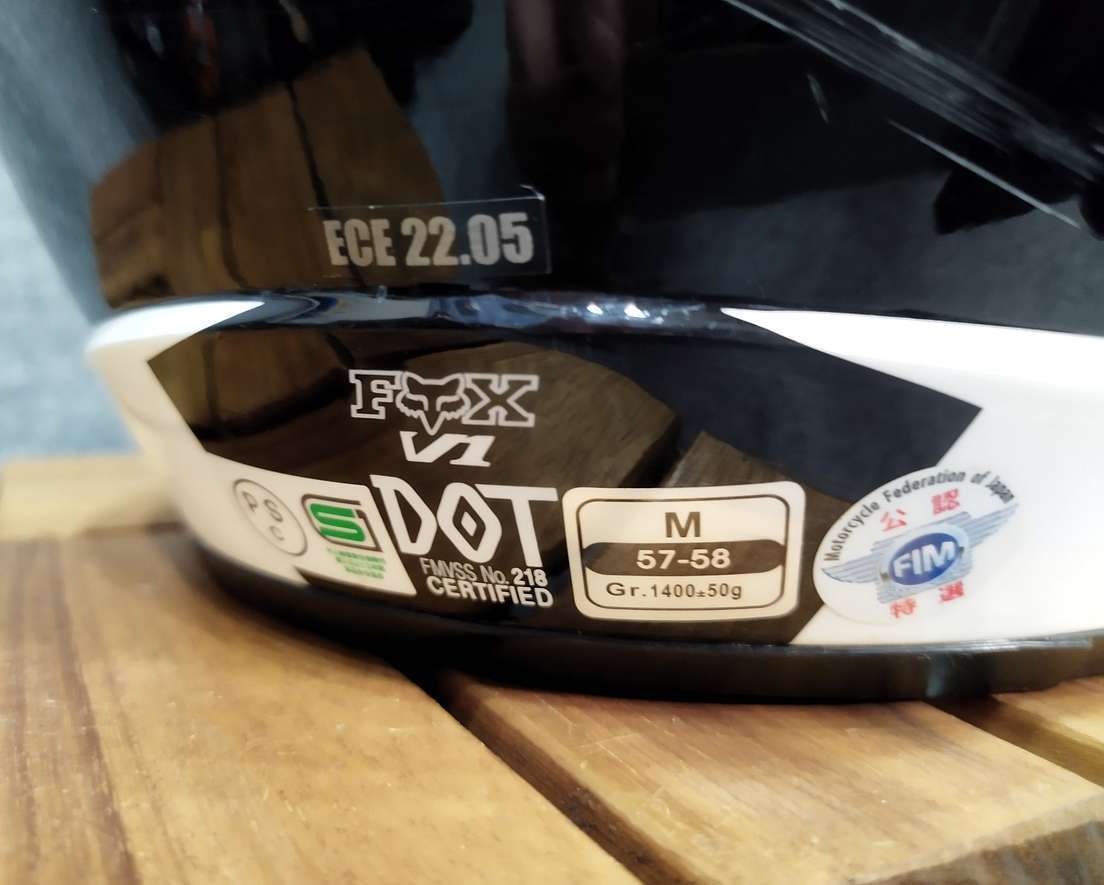 ECE 22.05
FOX
V1
PSC
S
DOT
FMVSS No. 218
CERTIFIED
M
57-58
Gr. 1400±50g
Motorcycle Federation of Japan
公認
FIM
特選